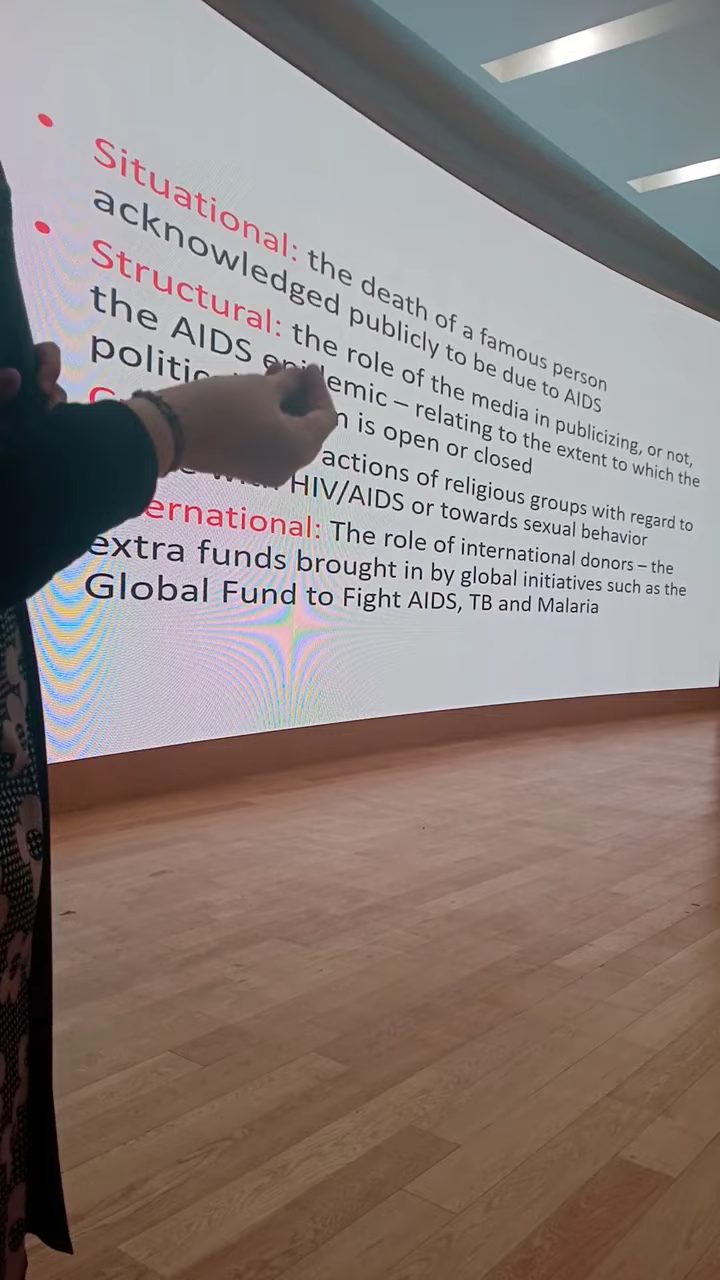 • Situational: the death of a famous person
acknowledged publicly to be due to AIDS
• Structural: the role of the media in publicizing, or not,
the AIDS epidemic – relating to the extent to which the
is open or closed
actions of religious groups with regard to
HIV/AIDS or towards sexual behavior
ernational: The role of international donors – the
extra funds brought in by global initiatives such as the
Global Fund to Fight AIDS, TB and Malaria